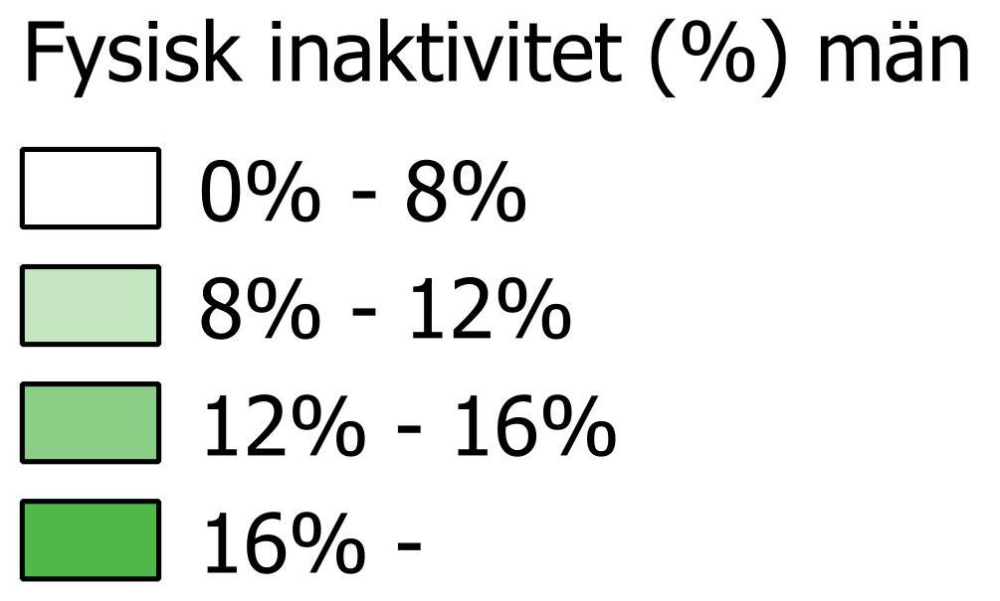 Fysisk inaktivitet (%) män
0% - 8%
8% - 12%
12% - 16%
16% -